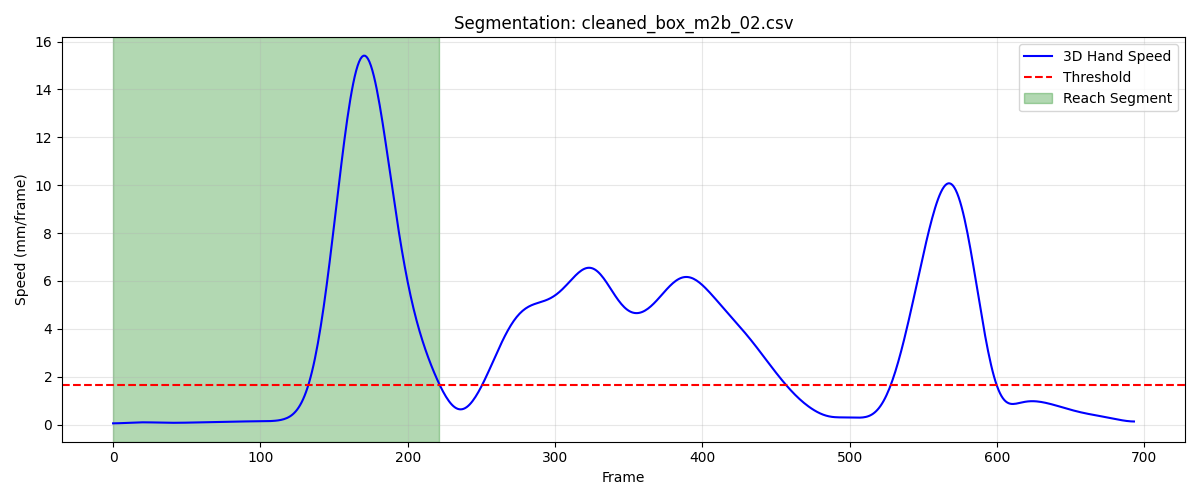 Segmentation: cleaned_box_m2b_02.csv
3D Hand Speed
Threshold
Reach Segment
Speed (mm/frame)
16
14
12
10
8
6
4
2
0
0 100 200 300 400 500 600 700
Frame